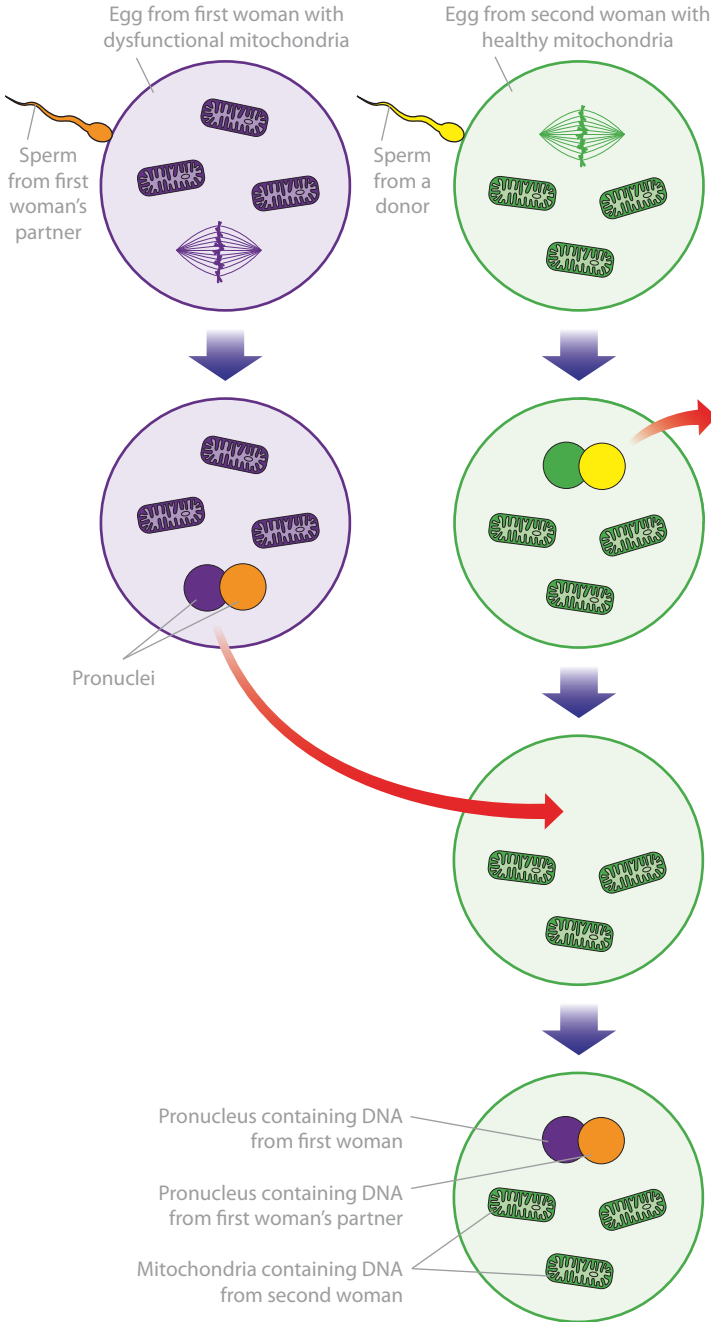 Egg from first woman with
dysfunctional mitochondria
Egg from second woman with
healthy mitochondria
Sperm
from first
woman's
partner
Sperm
from a
donor
Pronuclei
Pronucleus containing DNA
from first woman
Pronucleus containing DNA
from first woman's partner
Mitochondria containing DNA
from second woman